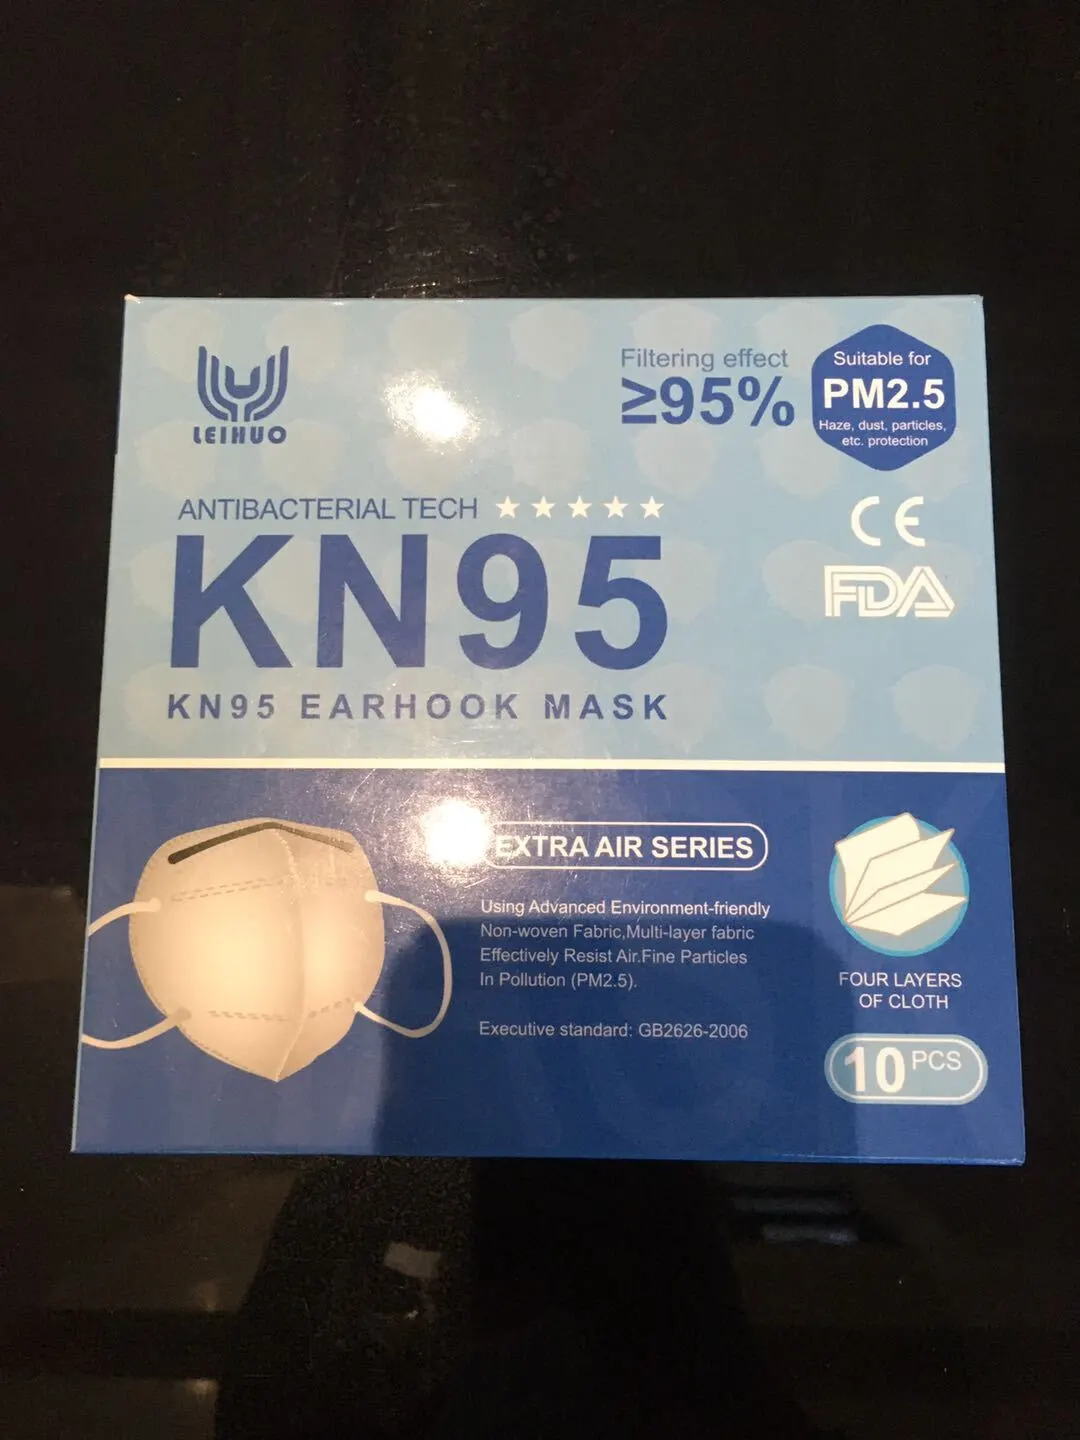 LEIHUO
Filtering effect
≥95%
Suitable for
PM2.5
Haze, dust, particles,
etc. protection
ANTIBACTERIAL TECH
KN95
KN95 EARHOOK MASK
CE
FDA
EXTRA AIR SERIES
Using Advanced Environment-friendly
Non-woven Fabric,Multi-layer fabric
Effectively Resist Air.Fine Particles
In Pollution (PM2.5).
Executive standard: GB2626-2006
FOUR LAYERS
OF CLOTH
10 PCS